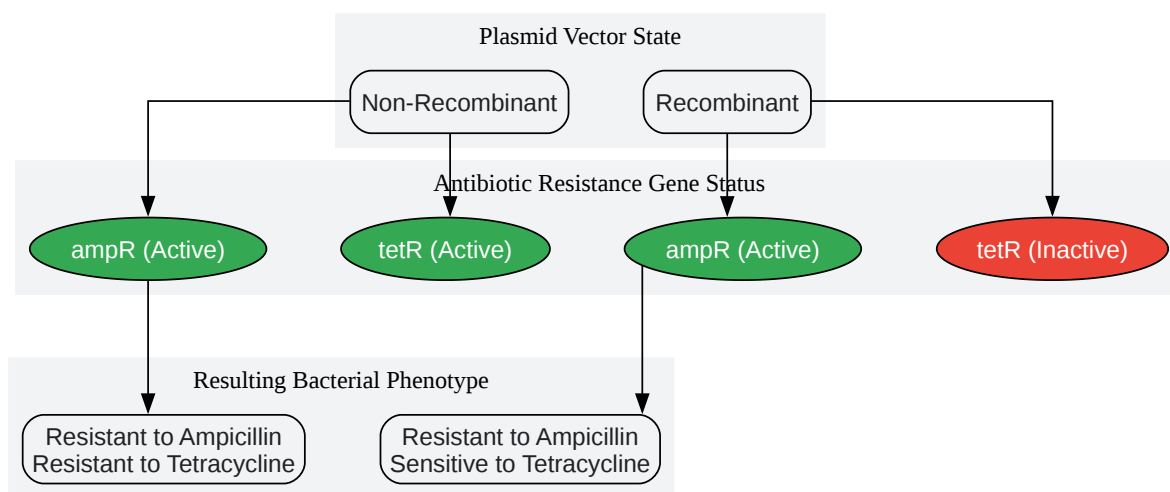 Plasmid Vector State
Non-Recombinant
Recombinant
Antibiotic Resistance Gene Status
ampR (Active)
tetR (Active)
ampR (Active)
tetR (Inactive)
Resulting Bacterial Phenotype
Resistant to Ampicillin
Resistant to Tetracycline
Resistant to Ampicillin
Sensitive to Tetracycline